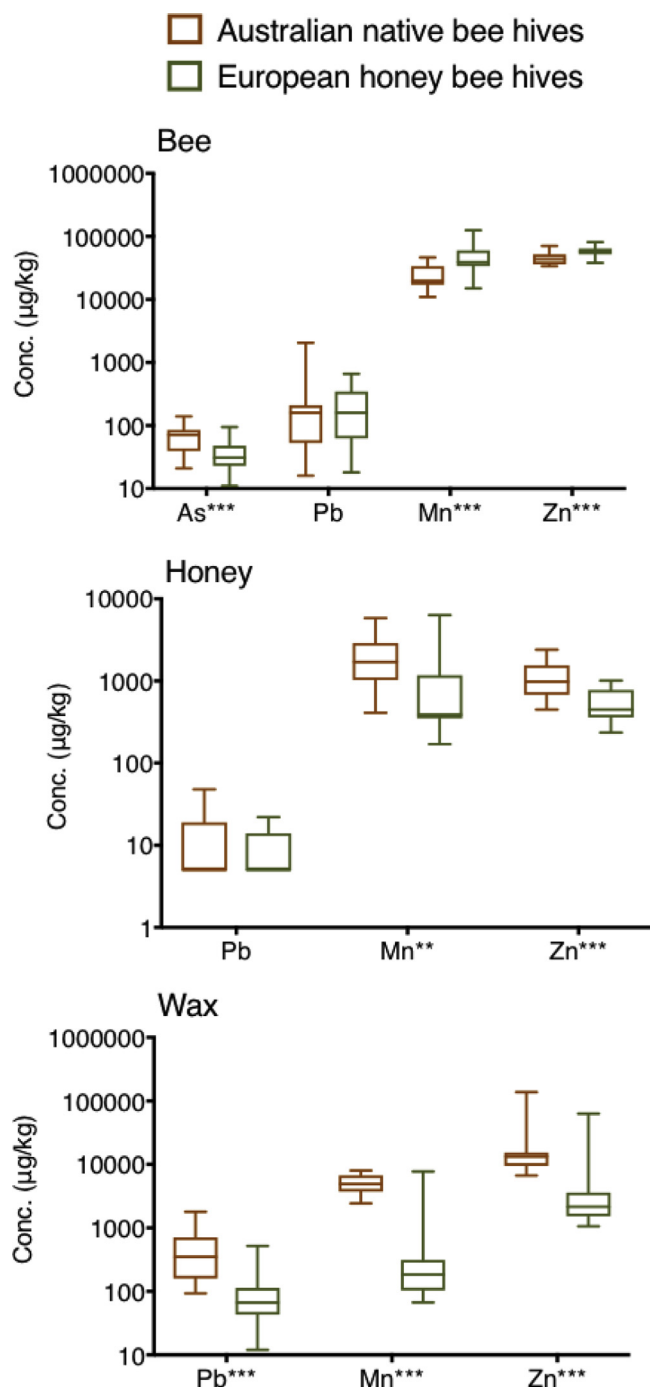 Australian native bee hives
European honey bee hives
Bee
1000000
100000
10000
1000
100
10
Conc. (µg/kg)
As*** Pb Mn*** Zn***
Honey
10000
1000
100
10
1
Conc. (µg/kg)
Pb Mn** Zn***
Wax
1000000
100000
10000
1000
100
10
Conc. (µg/kg)
Pb*** Mn*** Zn***